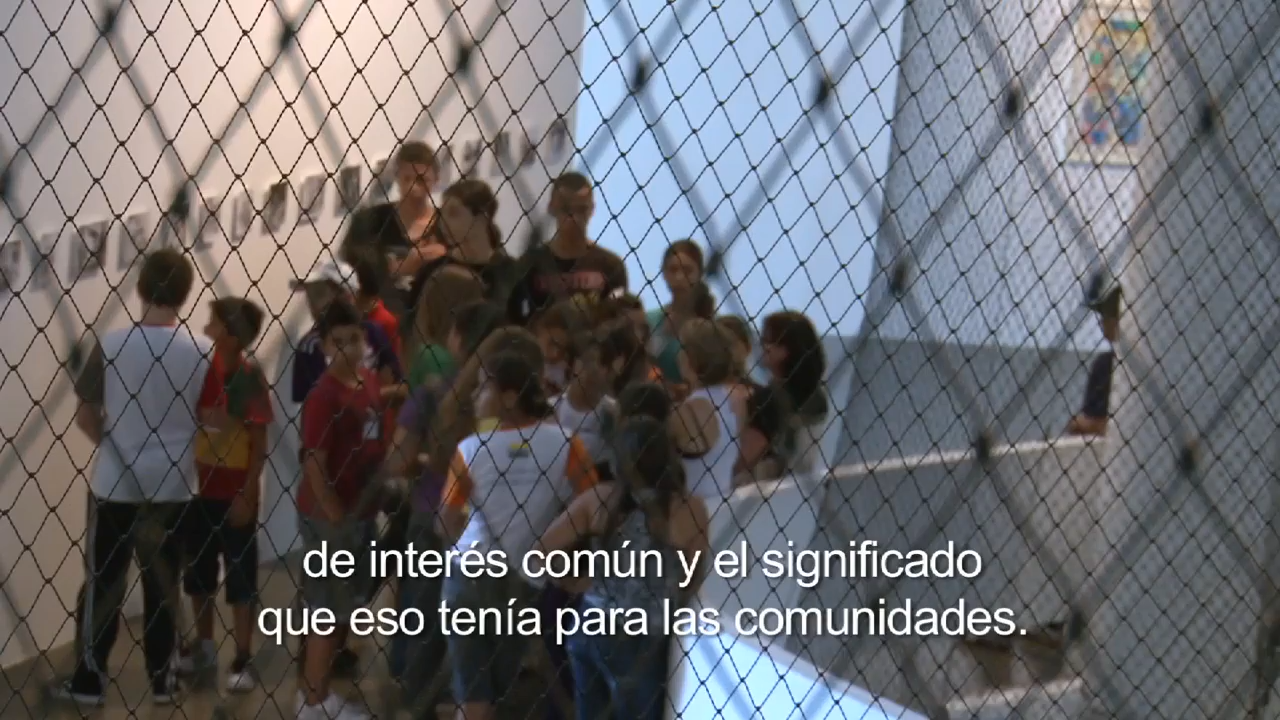 de interés común y el significado
que eso tenía para las comunidades.